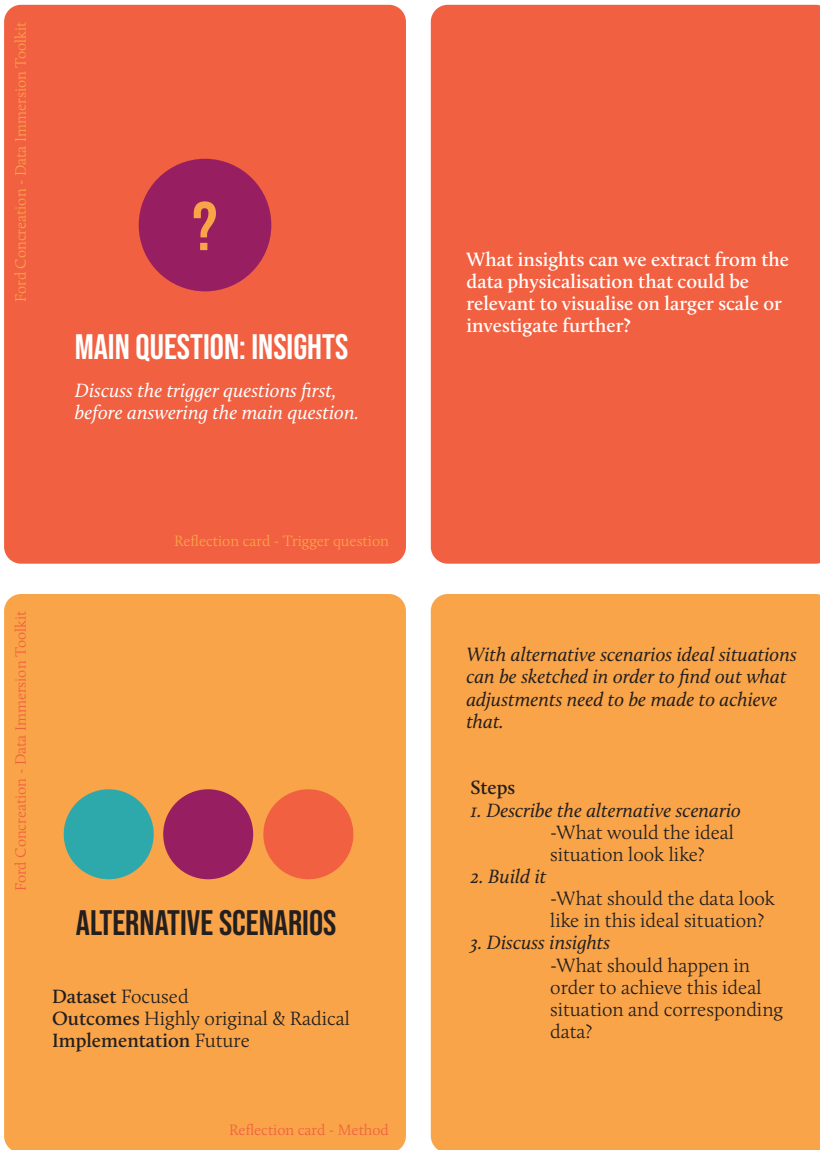 Ford Concreation - Data Immersion Toolkit
?
MAIN QUESTION: INSIGHTS
Discuss the trigger questions first,
before answering the main question.
Reflection card - Trigger question
What insights can we extract from the
data physicalisation that could be
relevant to visualise on larger scale or
investigate further?
Ford Concreation - Data Immersion Toolkit
ALTERNATIVE SCENARIOS
Dataset Focused
Outcomes Highly original & Radical
Implementation Future
Reflection card - Method
With alternative scenarios ideal situations
can be sketched in order to find out what
adjustments need to be made to achieve
that.
Steps
1. Describe the alternative scenario
-What would the ideal
situation look like?
2. Build it
-What should the data look
like in this ideal situation?
3. Discuss insights
-What should happen in
order to achieve this ideal
situation and corresponding
data?